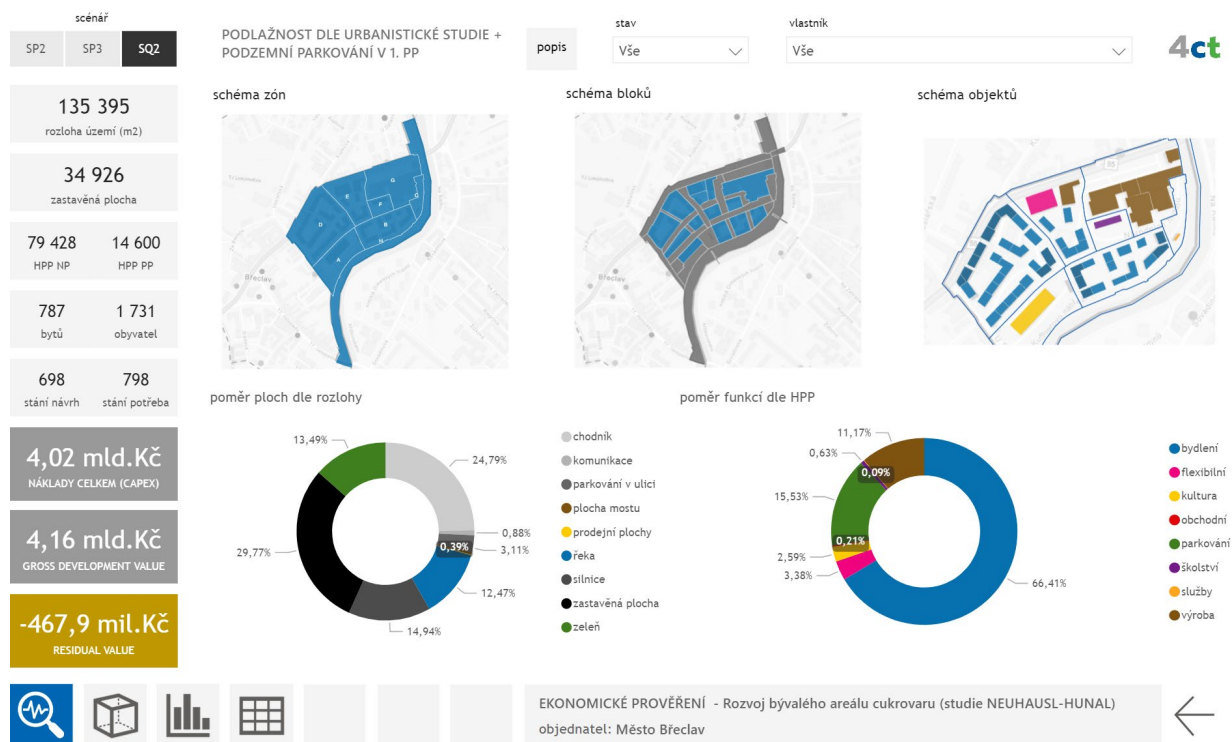 scénář
SP2 SP3 SQ2
PODLAŽNOST DLE URBANISTICKÉ STUDIE +
PODZEMNÍ PARKOVÁNÍ V 1. PP
popis
stav
Vše
vlastník
Vše
4ct
135 395
rozloha území (m2)
34 926
zastavěná plocha
79 428 14 600
HPP NP HPP PP
787 1 731
bytů obyvatel
698 798
stání návrh stání potřeba
4,02 mld.Kč
NÁKLADY CELKEM (CAPEX)
4,16 mld.Kč
GROSS DEVELOPMENT VALUE
-467,9 mil.Kč
RESIDUAL VALUE
schéma zón
Břeclav
D
E
G
F
C
B
N
A
schéma bloků
Břeclav
schéma objektů
poměr ploch dle rozlohy
13,49%
24,79%
0,88%
0,39%
3,11%
12,47%
14,94%
29,77%
chodník
komunikace
parkování v ulici
plocha mostu
prodejní plochy
řeka
silnice
zastavěná plocha
zeleň
poměr funkcí dle HPP
11,17%
0,63%
0,09%
15,53%
0,21%
2,59%
3,38%
66,41%
bydlení
flexibilní
kultura
obchodní
parkování
školství
služby
výroba
EKONOMICKÉ PROVĚŘENÍ - Rozvoj bývalého areálu cukrovaru (studie NEUHAUSL-HUNAL)
objednatel: Město Břeclav